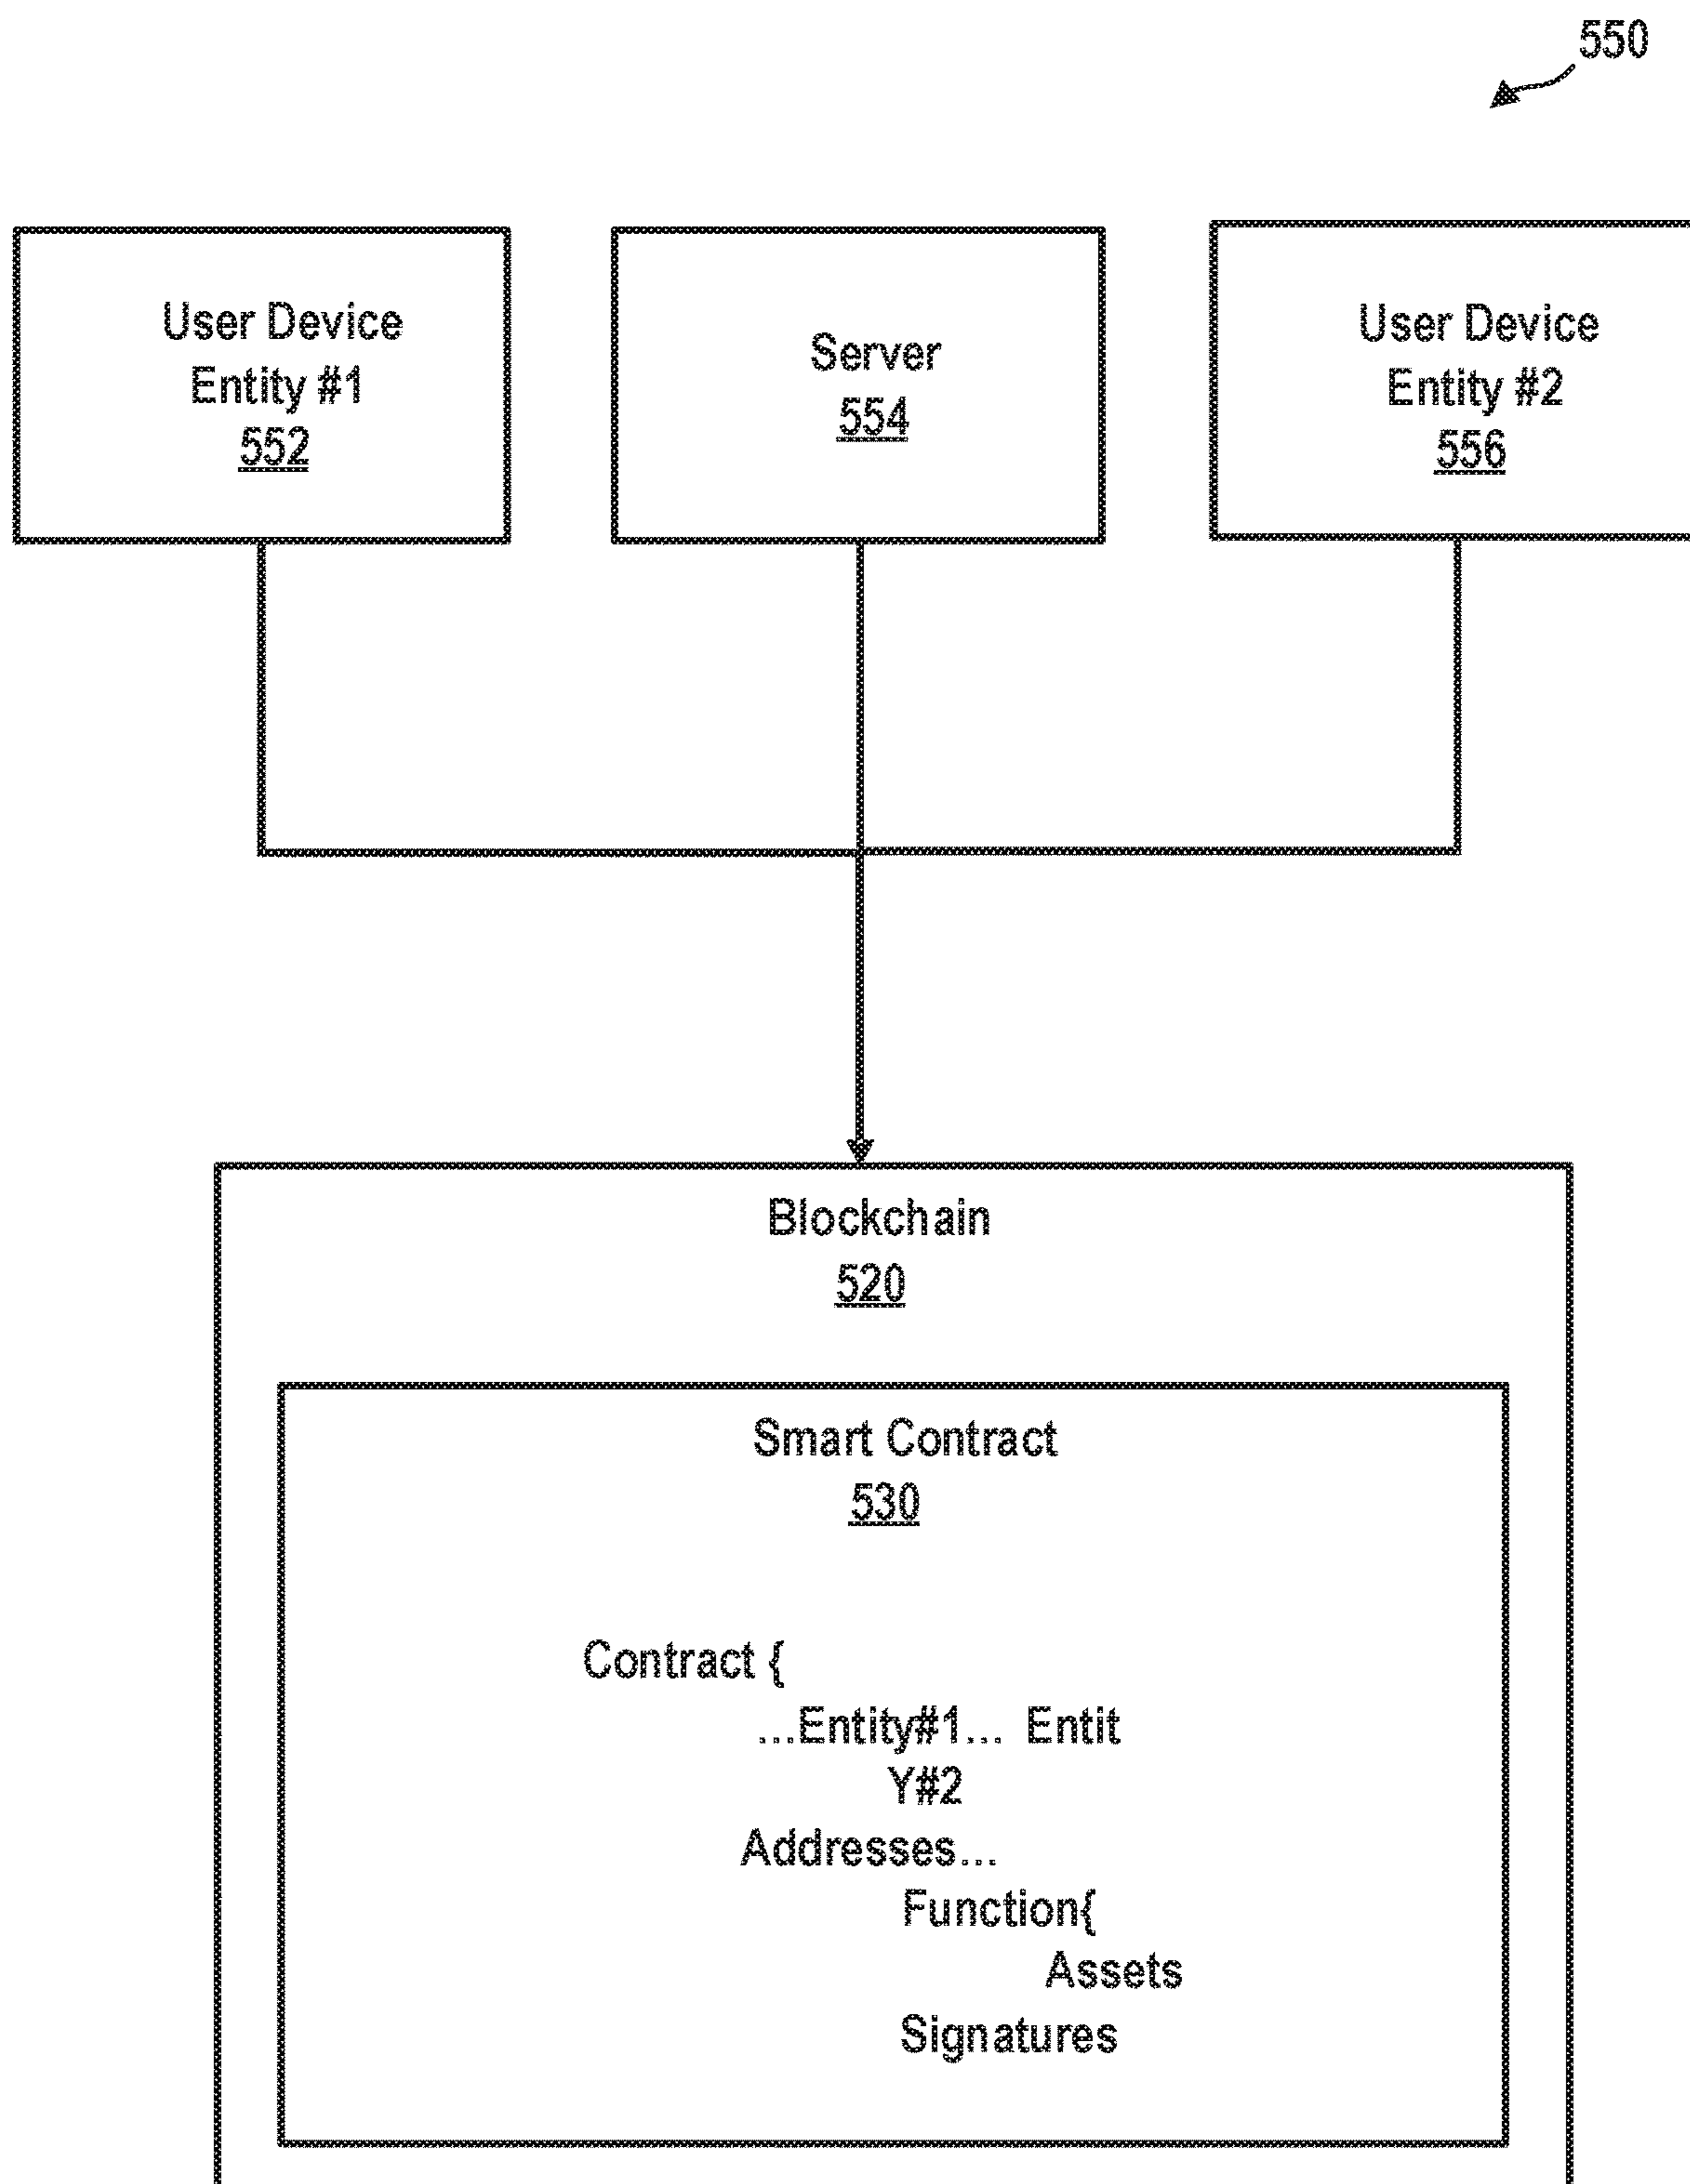 550
User Device
Entity #1
552
Server
554
User Device
Entity #2
556
Blockchain
520
Smart Contract
530
Contract {
...Entity#1... Entit
Y#2
Addresses...
Function{
Assets
Signatures